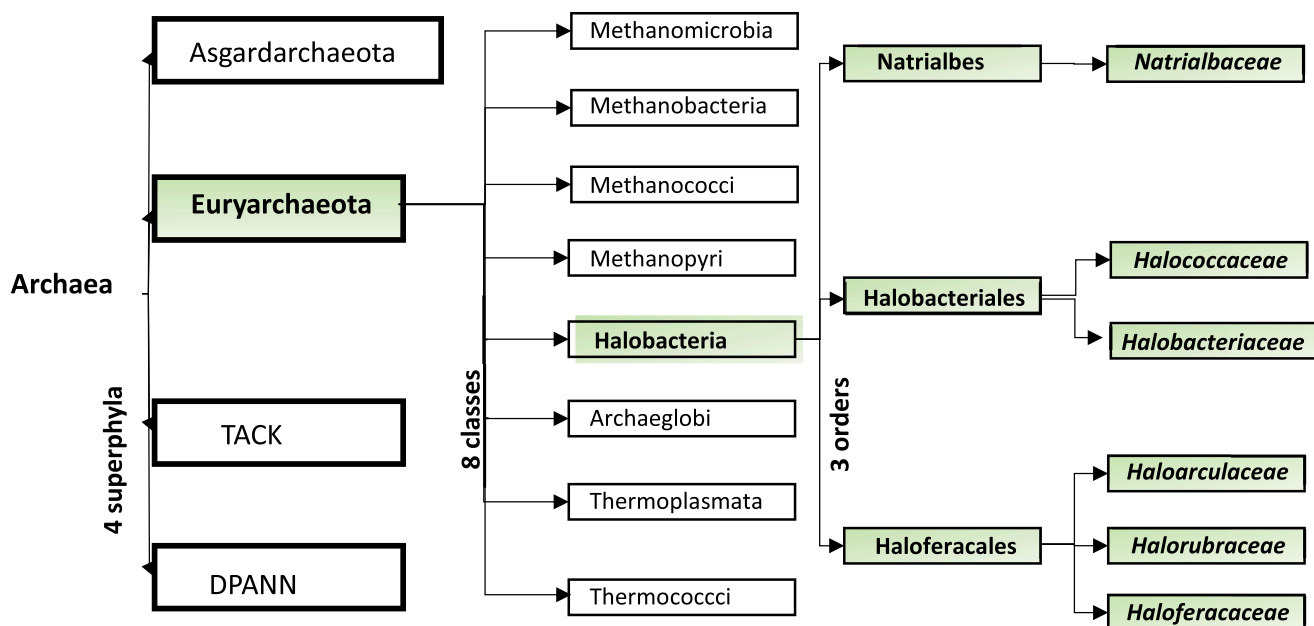 Archaea
4 superphyla
Asgardarchaeota
Euryarchaeota
TACK
DPANN
8 classes
Methanomicrobia
Methanobacteria
Methanococci
Methanopyri
Halobacteria
Archaeglobi
Thermoplasmata
Thermococcci
3 orders
Natrialbes
Halobacteriales
Haloferacales
Natrialbaceae
Halococcaceae
Halobacteriaceae
Haloarculaceae
Halorubraceae
Haloferacaceae